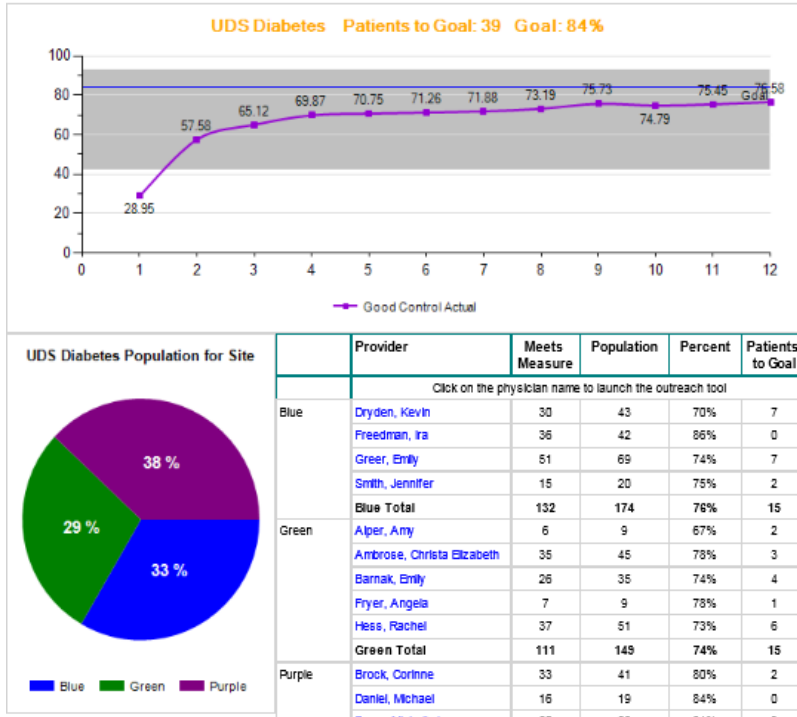 UDS Diabetes Patients to Goal: 39 Goal: 84%
100
80
60
40
20
0
28.95
57.58
65.12
69.87
70.75
71.26
71.88
73.19
75.73
74.79
75.45
76.58
Goal
0 1 2 3 4 5 6 7 8 9 10 11 12
Good Control Actual
UDS Diabetes Population for Site
38 %
29 %
33 %
Blue Green Purple
Provider Meets Measure Population Percent Patients to Goal
Click on the physician name to launch the outreach tool
Blue Dryden, Kevin 30 43 70% 7
Freedman, Ira 36 42 86% 0
Greer, Emily 51 69 74% 7
Smith, Jennifer 15 20 75% 2
Blue Total 132 174 76% 15
Green Alper, Amy 6 9 67% 2
Ambrose, Christa Elizabeth 35 45 78% 3
Barnak, Emily 26 35 74% 4
Fryer, Angela 7 9 78% 1
Hess, Rachel 37 51 73% 6
Green Total 111 149 74% 15
Purple Brock, Corinne 33 41 80% 2
Daniel, Michael 16 19 84% 0